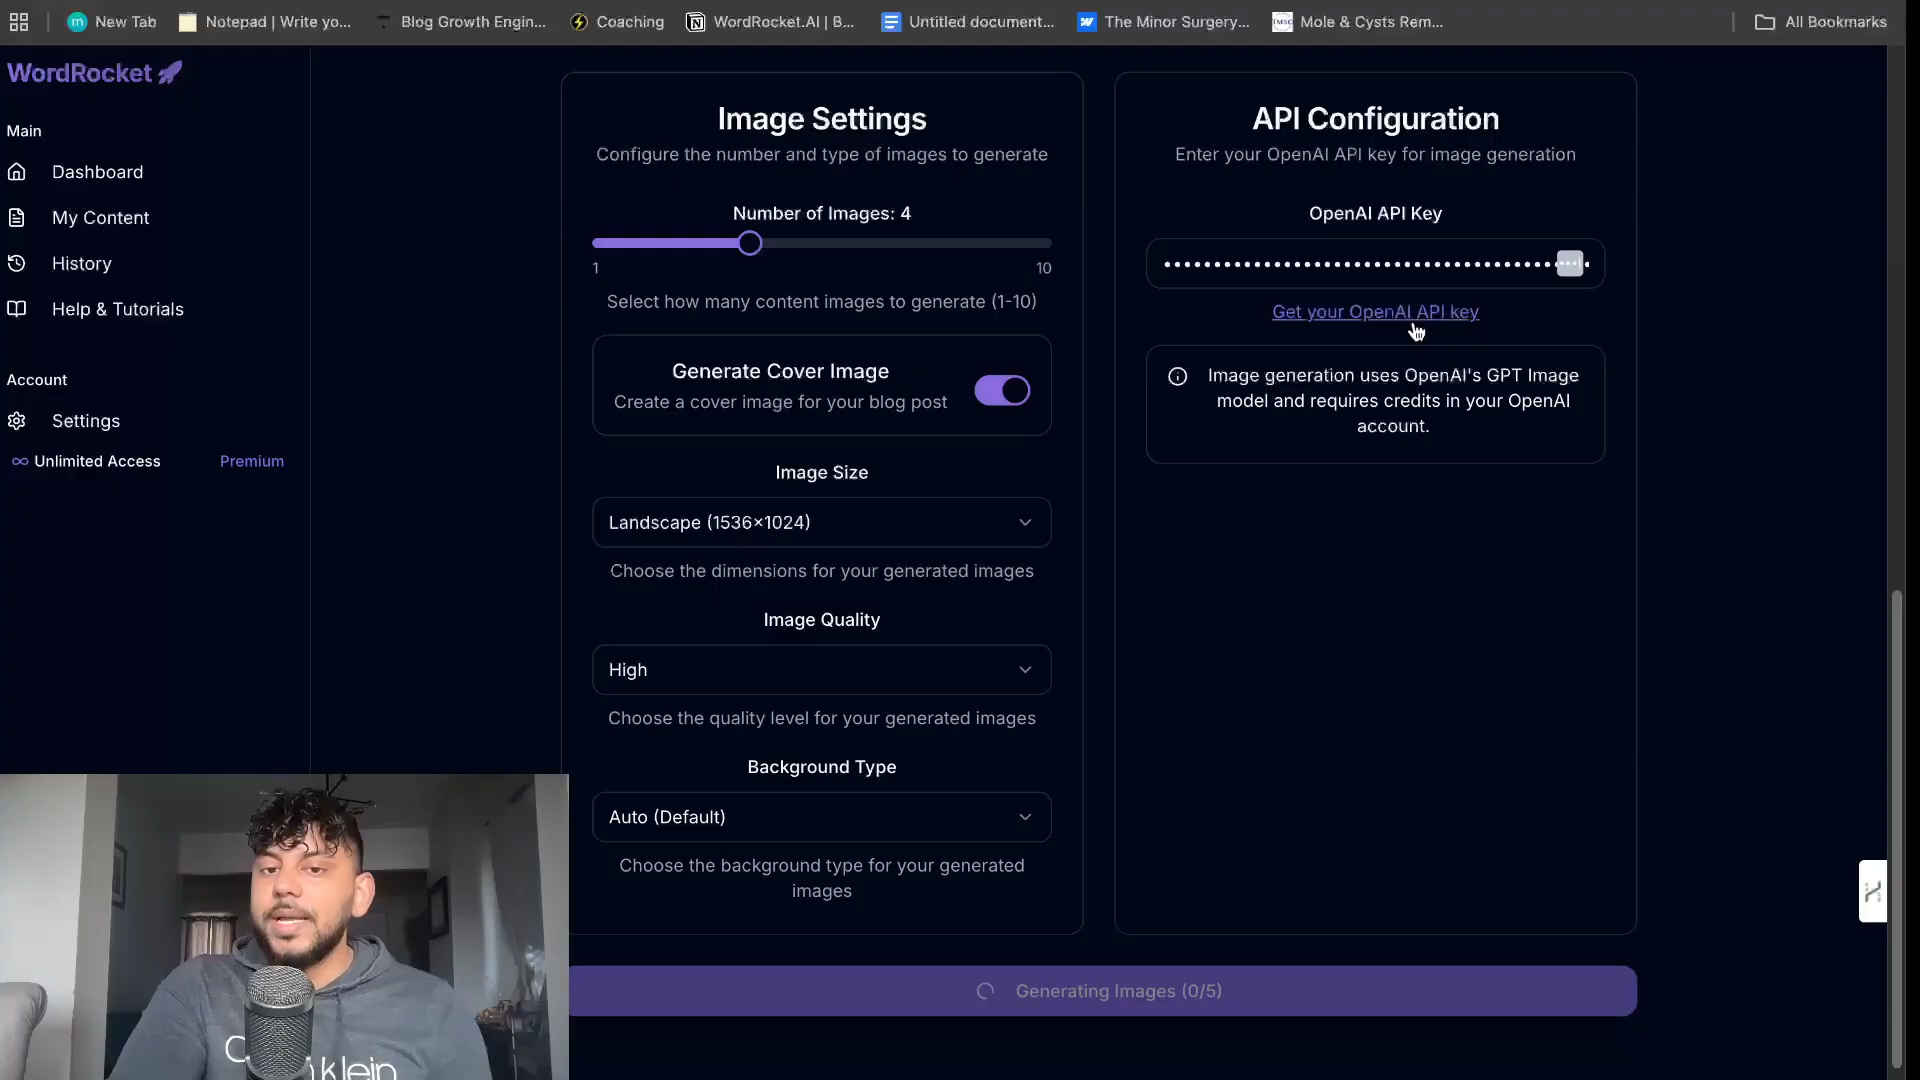 New Tab
Notepad | Write yo...
Blog Growth Engin...
Coaching
WordRocket.AI | B...
Untitled document...
The Minor Surgery...
Mole & Cysts Rem...
All Bookmarks
WordRocket
Main
Dashboard
My Content
History
Help & Tutorials
Account
Settings
Unlimited Access
Premium
Image Settings
Configure the number and type of images to generate
Number of Images: 4
1
10
Select how many content images to generate (1-10)
Generate Cover Image
Create a cover image for your blog post
Image Size
Landscape (1536×1024)
Choose the dimensions for your generated images
Image Quality
High
Choose the quality level for your generated images
Background Type
Auto (Default)
Choose the background type for your generated
images
API Configuration
Enter your OpenAI API key for image generation
OpenAI API Key
Get your OpenAI API key
Image generation uses OpenAI's GPT Image
model and requires credits in your OpenAI
account.
Generating Images (0/5)